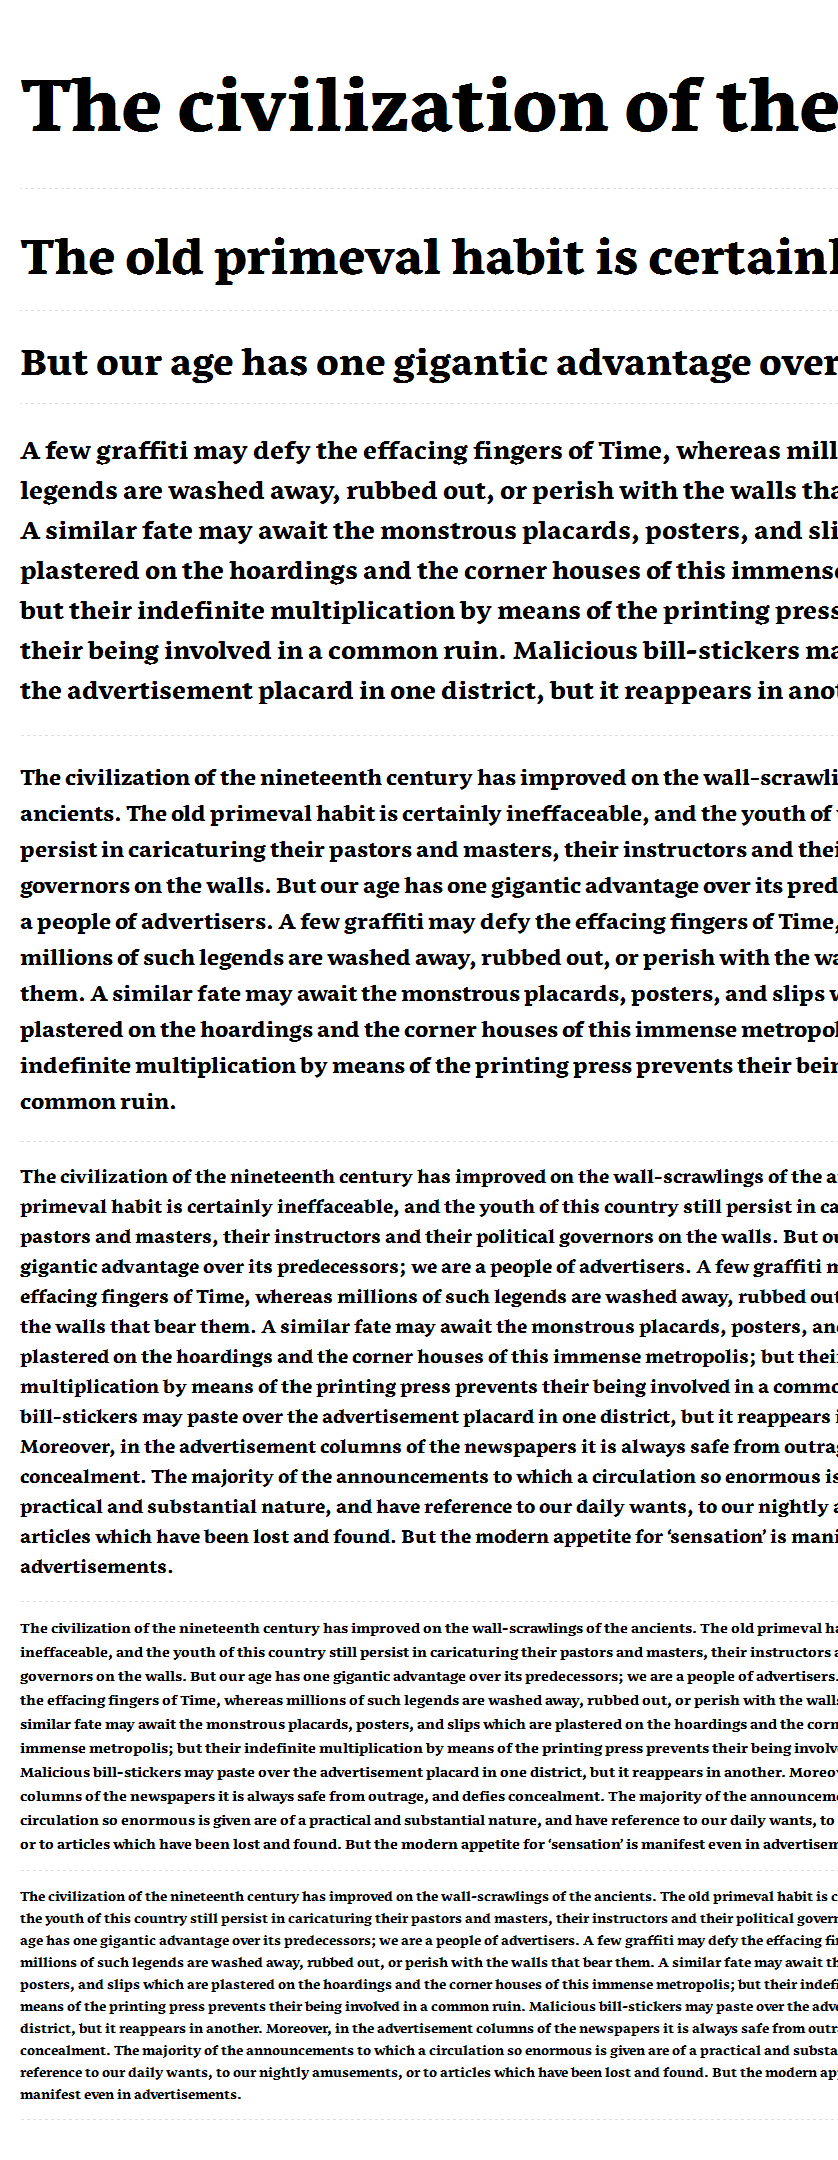 The civilization of the
The old primeval habit is certainl
But our age has one gigantic advantage over
A few graffiti may defy the effacing fingers of Time, whereas mill
legends are washed away, rubbed out, or perish with the walls tha
A similar fate may await the monstrous placards, posters, and sli
plastered on the hoardings and the corner houses of this immense
but their indefinite multiplication by means of the printing press
their being involved in a common ruin. Malicious bill-stickers ma
the advertisement placard in one district, but it reappears in anot
The civilization of the nineteenth century has improved on the wall-scrawli
ancients. The old primeval habit is certainly ineffaceable, and the youth of
persist in caricaturing their pastors and masters, their instructors and thei
governors on the walls. But our age has one gigantic advantage over its pred
a people of advertisers. A few graffiti may defy the effacing fingers of Time,
millions of such legends are washed away, rubbed out, or perish with the wa
them. A similar fate may await the monstrous placards, posters, and slips w
plastered on the hoardings and the corner houses of this immense metropol
indefinite multiplication by means of the printing press prevents their bein
common ruin.
The civilization of the nineteenth century has improved on the wall-scrawlings of the a
primeval habit is certainly ineffaceable, and the youth of this country still persist in ca
pastors and masters, their instructors and their political governors on the walls. But ou
gigantic advantage over its predecessors; we are a people of advertisers. A few graffiti m
effacing fingers of Time, whereas millions of such legends are washed away, rubbed out
the walls that bear them. A similar fate may await the monstrous placards, posters, and
plastered on the hoardings and the corner houses of this immense metropolis; but thei
multiplication by means of the printing press prevents their being involved in a commo
bill-stickers may paste over the advertisement placard in one district, but it reappears i
Moreover, in the advertisement columns of the newspapers it is always safe from outrag
concealment. The majority of the announcements to which a circulation so enormous is
practical and substantial nature, and have reference to our daily wants, to our nightly a
articles which have been lost and found. But the modern appetite for ‘sensation’ is mani
advertisements.
The civilization of the nineteenth century has improved on the wall-scrawlings of the ancients. The old primeval ha
ineffaceable, and the youth of this country still persist in caricaturing their pastors and masters, their instructors a
governors on the walls. But our age has one gigantic advantage over its predecessors; we are a people of advertisers.
the effacing fingers of Time, whereas millions of such legends are washed away, rubbed out, or perish with the walls
similar fate may await the monstrous placards, posters, and slips which are plastered on the hoardings and the corn
immense metropolis; but their indefinite multiplication by means of the printing press prevents their being involve
Malicious bill-stickers may paste over the advertisement placard in one district, but it reappears in another. Moreov
columns of the newspapers it is always safe from outrage, and defies concealment. The majority of the announceme
circulation so enormous is given are of a practical and substantial nature, and have reference to our daily wants, to
or to articles which have been lost and found. But the modern appetite for ‘sensation’ is manifest even in advertisem
The civilization of the nineteenth century has improved on the wall-scrawlings of the ancients. The old primeval habit is c
the youth of this country still persist in caricaturing their pastors and masters, their instructors and their political govern
age has one gigantic advantage over its predecessors; we are a people of advertisers. A few graffiti may defy the effacing fin
millions of such legends are washed away, rubbed out, or perish with the walls that bear them. A similar fate may await th
posters, and slips which are plastered on the hoardings and the corner houses of this immense metropolis; but their indefi
means of the printing press prevents their being involved in a common ruin. Malicious bill-stickers may paste over the adve
district, but it reappears in another. Moreover, in the advertisement columns of the newspapers it is always safe from outr
concealment. The majority of the announcements to which a circulation so enormous is given are of a practical and substa
reference to our daily wants, to our nightly amusements, or to articles which have been lost and found. But the modern ap
manifest even in advertisements.